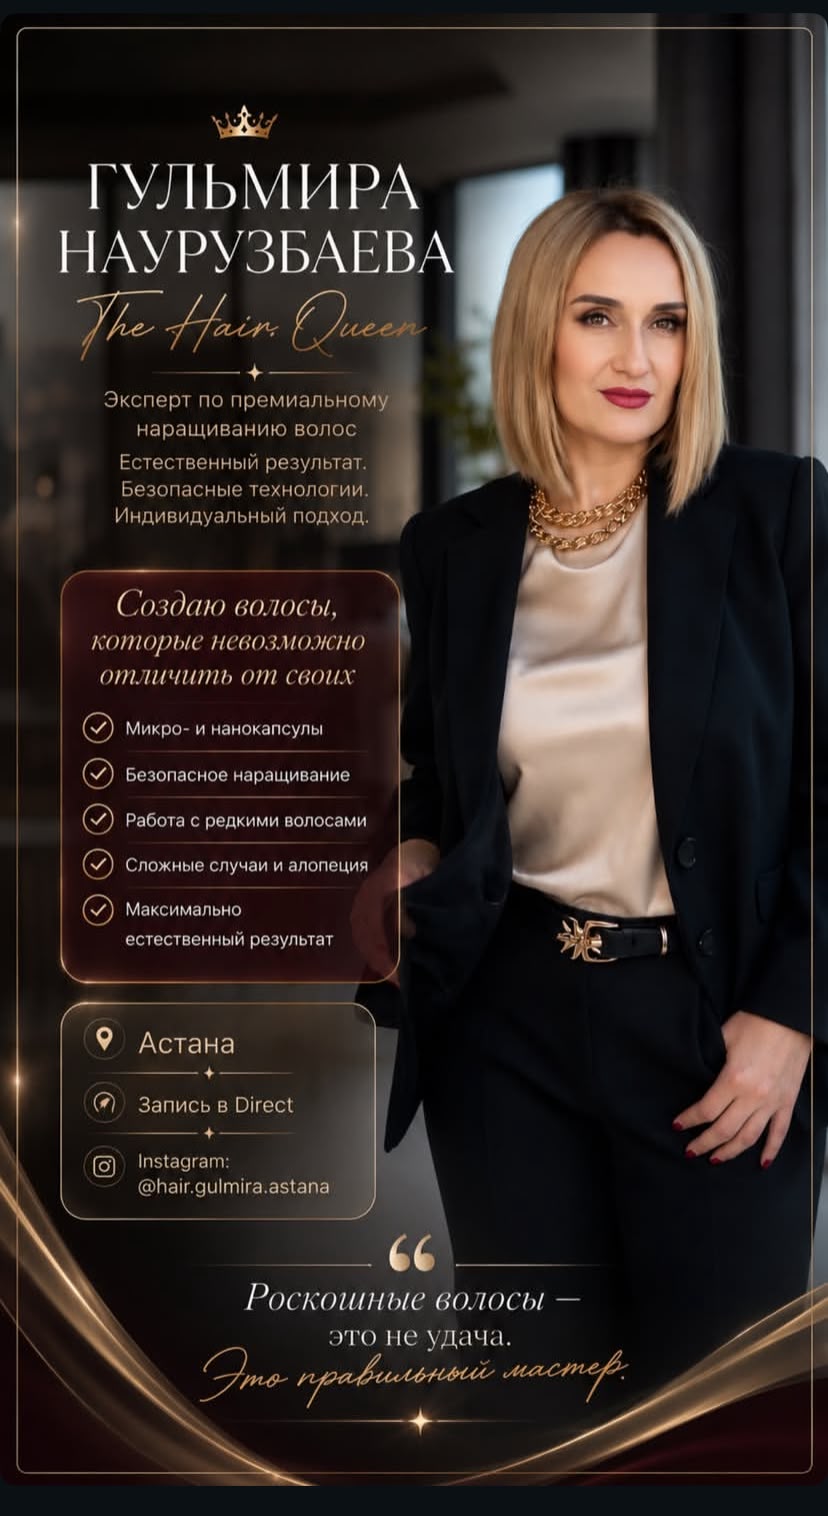 ГУЛЬМИРА
НАУРУЗБАЕВА
The Hair. Queen
Эксперт по премиальному
наращиванию волос
Естественный результат.
Безопасные технологии.
Индивидуальный подход.
Создаю волосы,
которые невозможно
отличить от своих
Микро- и нанокапсулы
Безопасное наращивание
Работа с редкими волосами
Сложные случаи и алопеция
Максимально
естественный результат
Астана
Запись в Direct
Instagram:
@hair.gulmira.astana
Роскошные волосы —
это не удача.
Это правильный мастер.